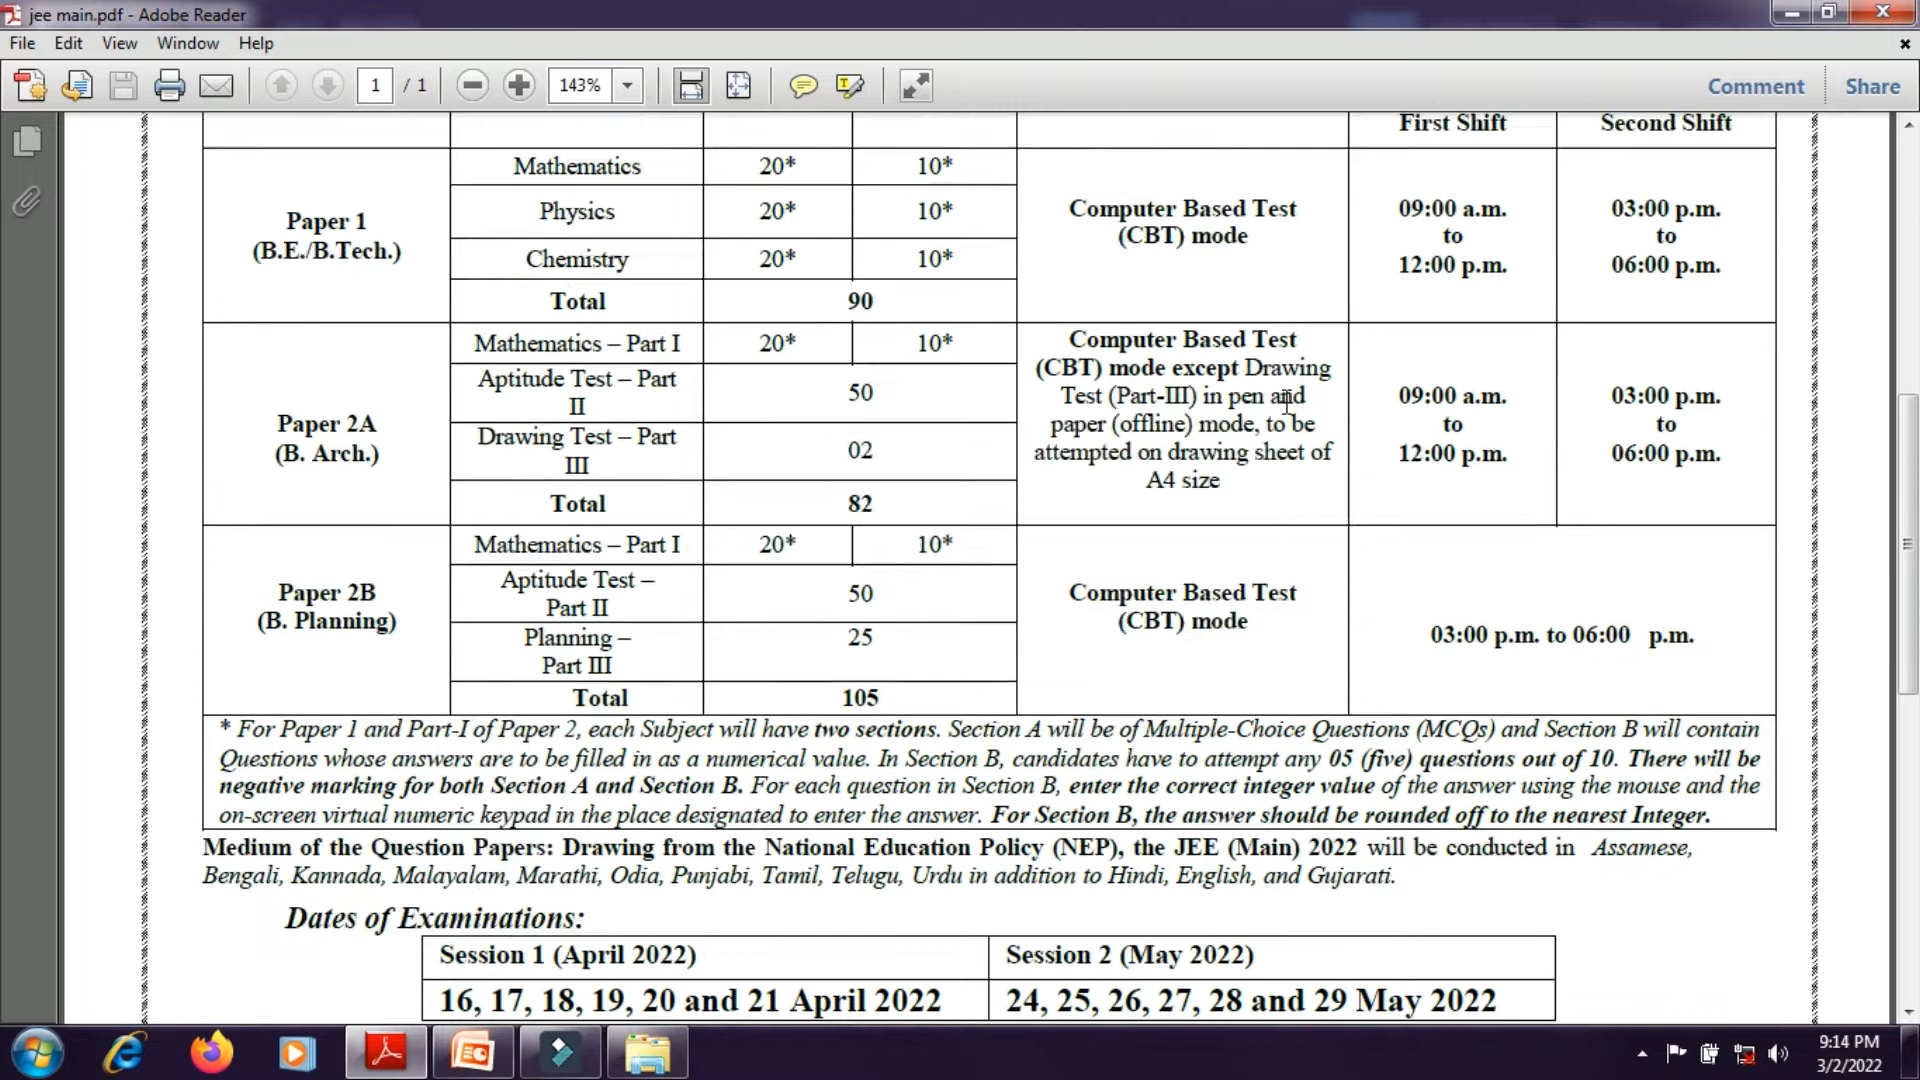 jee main.pdf - Adobe Reader
File Edit View Window Help
1 / 1 143% Comment Share
First Shift Second Shift
Paper 1
(B.E./B.Tech.)
Mathematics 20* 10*
Physics 20* 10*
Chemistry 20* 10*
Total 90
Computer Based Test
(CBT) mode
09:00 a.m.
to
12:00 p.m.
03:00 p.m.
to
06:00 p.m.
Paper 2A
(B. Arch.)
Mathematics – Part I 20* 10*
Aptitude Test – Part
II
50
Drawing Test – Part
III
02
Total 82
Computer Based Test
(CBT) mode except Drawing
Test (Part-III) in pen and
paper (offline) mode, to be
attempted on drawing sheet of
A4 size
09:00 a.m.
to
12:00 p.m.
03:00 p.m.
to
06:00 p.m.
Paper 2B
(B. Planning)
Mathematics – Part I 20* 10*
Aptitude Test –
Part II
50
Planning –
Part III
25
Total 105
Computer Based Test
(CBT) mode
03:00 p.m. to 06:00 p.m.
* For Paper 1 and Part-I of Paper 2, each Subject will have two sections. Section A will be of Multiple-Choice Questions (MCQs) and Section B will contain
Questions whose answers are to be filled in as a numerical value. In Section B, candidates have to attempt any 05 (five) questions out of 10. There will be
negative marking for both Section A and Section B. For each question in Section B, enter the correct integer value of the answer using the mouse and the
on-screen virtual numeric keypad in the place designated to enter the answer. For Section B, the answer should be rounded off to the nearest Integer.
Medium of the Question Papers: Drawing from the National Education Policy (NEP), the JEE (Main) 2022 will be conducted in Assamese,
Bengali, Kannada, Malayalam, Marathi, Odia, Punjabi, Tamil, Telugu, Urdu in addition to Hindi, English, and Gujarati.
Dates of Examinations:
Session 1 (April 2022) Session 2 (May 2022)
16, 17, 18, 19, 20 and 21 April 2022 24, 25, 26, 27, 28 and 29 May 2022
9:14 PM
3/2/2022